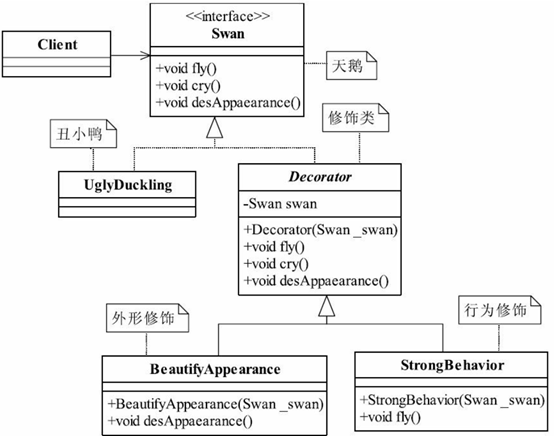 <<interface>>
Swan
Client
+void fly()
+void cry()
+void desAppaearance()
天鹅
丑小鸭
修饰类
UglyDuckling
Decorator
-Swan swan
+Decorator(Swan _swan)
+void fly()
+void cry()
+void desAppaearance()
外形修饰
行为修饰
BeautifyAppearance
+BeautifyAppearance(Swan _swan)
+void desAppaearance()
StrongBehavior
+StrongBehavior(Swan _swan)
+void fly()